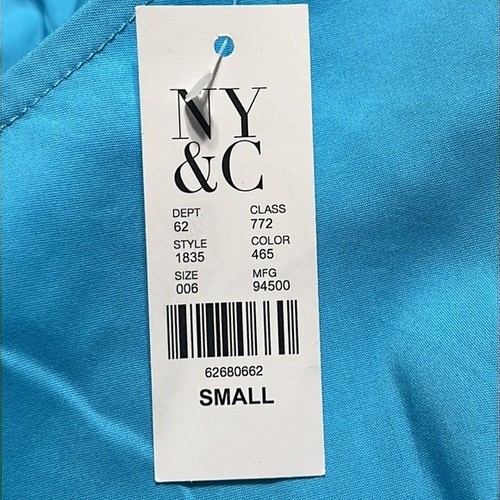 NY
&C
DEPT CLASS
62 772
STYLE COLOR
1835 465
SIZE MFG
006 94500
62680662
SMALL